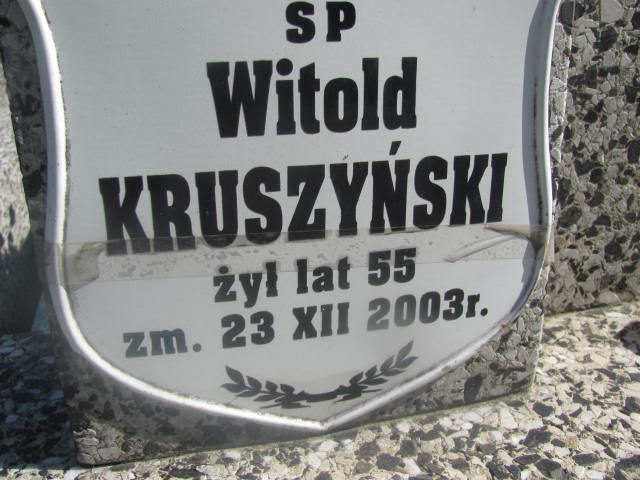 SP
Witold
KRUSZYŃSKI
żył lat 55
zm. 23 XII 2003r.